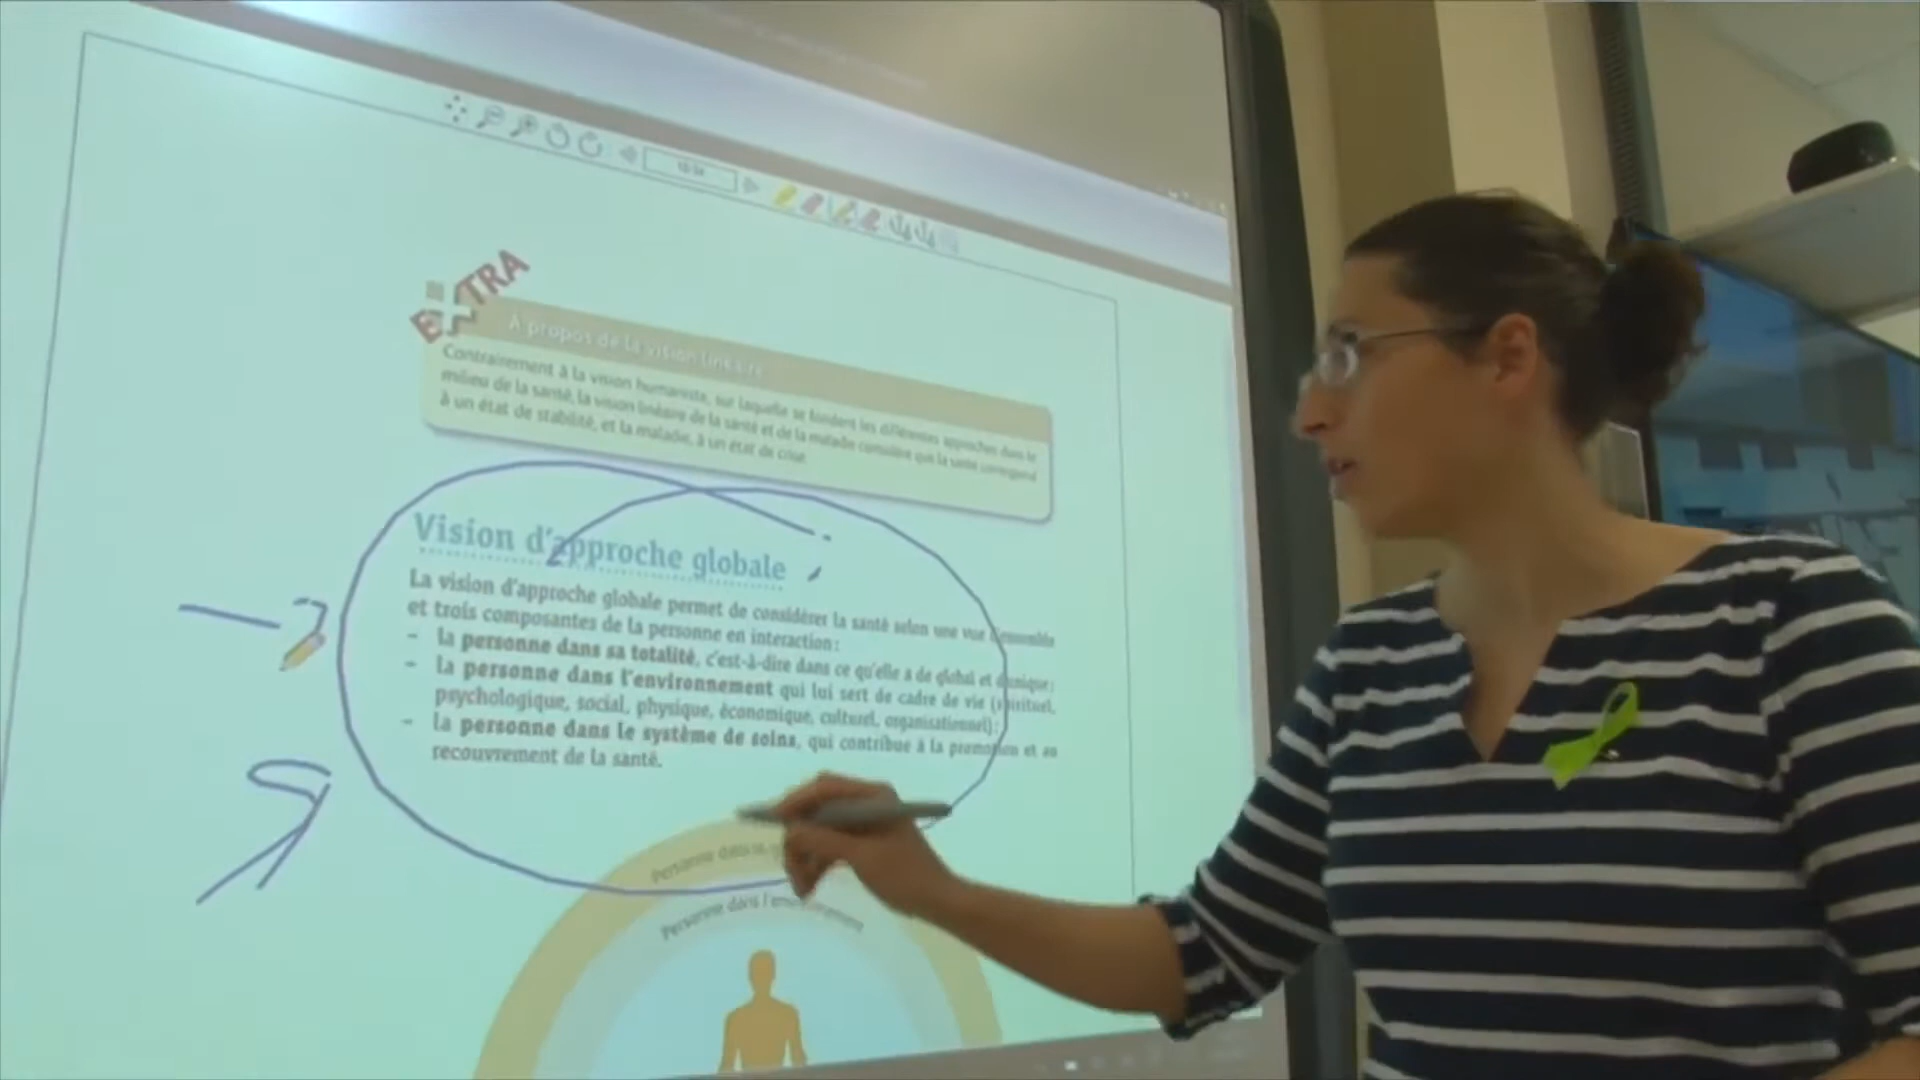 EXTRA
À propos de la vision linéaire
Contrairement à la vision humaniste, sur laquelle se fondent les différentes approches dans le
milieu de la santé, la vision linéaire de la santé et de la maladie considère que la santé correspond
à un état de stabilité, et la maladie, à un état de crise.
Vision d'approche globale
La vision d'approche globale permet de considérer la santé selon une vue d'ensemble
et trois composantes de la personne en interaction :
- la personne dans sa totalité, c'est-à-dire dans ce qu'elle a de global et d'unique;
- la personne dans l'environnement qui lui sert de cadre de vie (spirituel,
psychologique, social, physique, économique, culturel, organisationnel);
- la personne dans le système de soins, qui contribue à la promotion et au
recouvrement de la santé.
Personne dans
Personne dans l'environnement